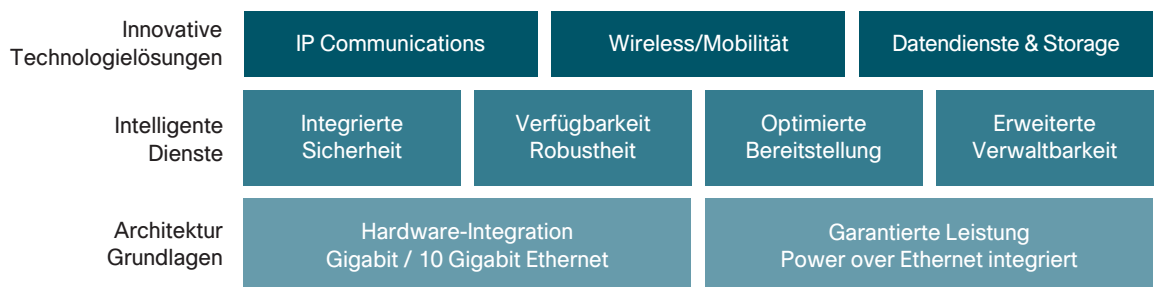 Innovative
Technologielösungen
IP Communications
Wireless/Mobilität
Datendienste & Storage
Intelligente
Dienste
Integrierte
Sicherheit
Verfügbarkeit
Robustheit
Optimierte
Bereitstellung
Erweiterte
Verwaltbarkeit
Architektur
Grundlagen
Hardware-Integration
Gigabit / 10 Gigabit Ethernet
Garantierte Leistung
Power over Ethernet integriert